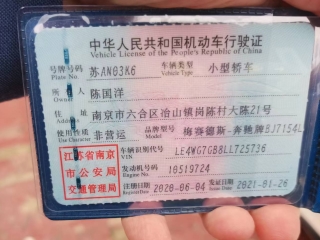 中华人民共和国机动车行驶证
Vehicle License of the People's Republic of China
号牌号码 苏AN03K6 车辆类型 小型轿车
Plate No. Vehicle Type
所 人 陈国洋
Owner
住 址 南京市六合区冶山镇岗陈村大陈21号
Address
使用性质 非营运 品牌型号 梅赛德斯-奔驰牌BJ7154L
Use Character Model
江苏省南京市公安局交通管理局
车辆识别代号 LE4WG7GB8LL725736
VIN
发动机号码 10519724
Engine No.
注册日期 2020-06-04 发证日期 2021-01-26
Register Date Issue Date